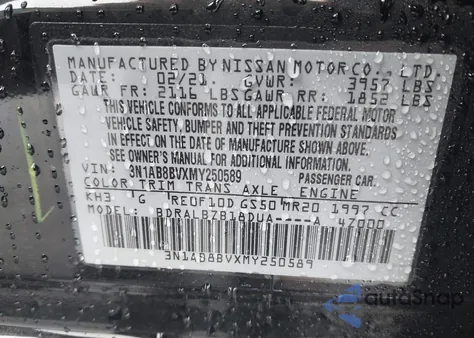 MANUFACTURED BY NISSAN MOTOR CO., LTD.
DATE: 02/21. GVWR: 3957 LBS
GAWR FR: 2116 LBS GAWR RR: 1852 LBS
THIS VEHICLE CONFORMS TO ALL APPLICABLE FEDERAL MOTOR
VEHICLE SAFETY, BUMPER AND THEFT PREVENTION STANDARDS
IN EFFECT ON THE DATE OF MANUFACTURE SHOWN ABOVE.
SEE OWNER'S MANUAL FOR ADDITIONAL INFORMATION.
VIN: 3N1AB8BVXMY250589 PASSENGER CAR
COLOR TRIM TRANS AXLE ENGINE
KH3 G RE0F10D GS50 MR20 1997 CC
BDRALBZB10DUA----A 4Z000
3N1AB8BVXMY250589
autoSnap